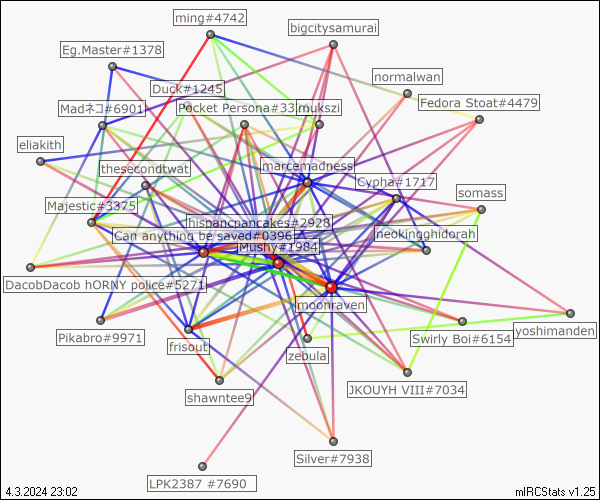 ming#4742
bigcitysamurai
Eg.Master#1378
normalwan
Duck#1245
Madネコ#6901
Pocket Persona#33
mukszi
Fedora Stoat#4479
eliakith
marcemadness
thesecondtwat
Cypha#1717
somass
Majestic#3375
hispanicpancakes#2928
Can anything be saved#0396
neokingghidorah
Mushy#1984
DacobDacob hORNY police#5271
moonraven
Pikabro#9971
frisout
Swirly Boi#6154
yoshimanden
zebula
JKOUYH VIII#7034
shawntee9
Silver#7938
LPK2387 #7690
4.3.2024 23:02
mIRCStats v1.25